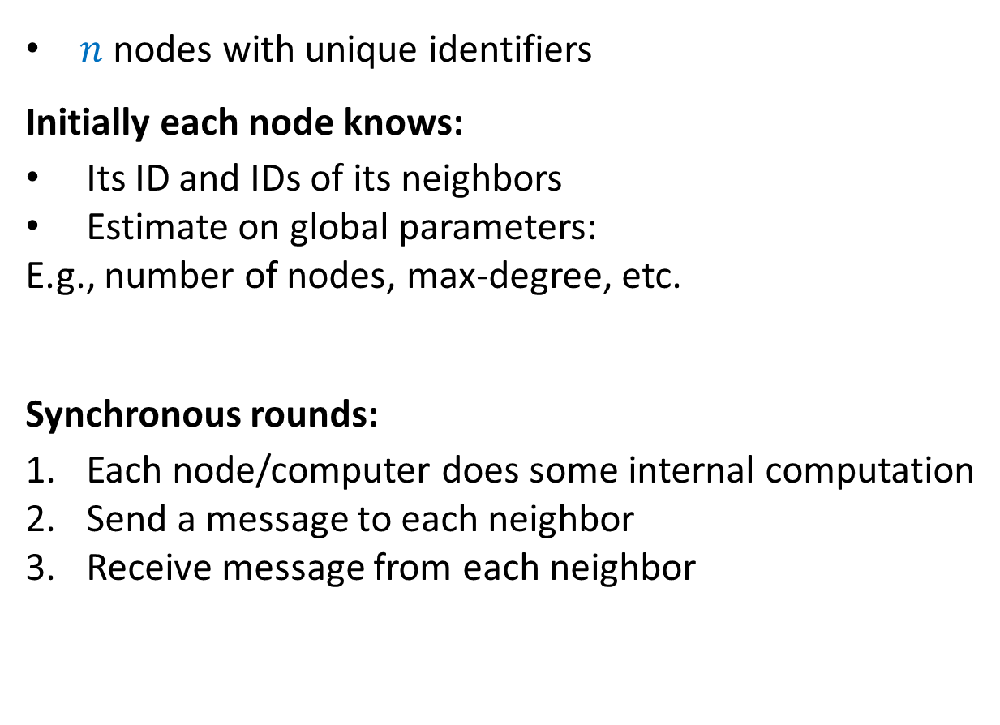 • n nodes with unique identifiers
Initially each node knows:
• Its ID and IDs of its neighbors
• Estimate on global parameters:
E.g., number of nodes, max-degree, etc.
Synchronous rounds:
1. Each node/computer does some internal computation
2. Send a message to each neighbor
3. Receive message from each neighbor